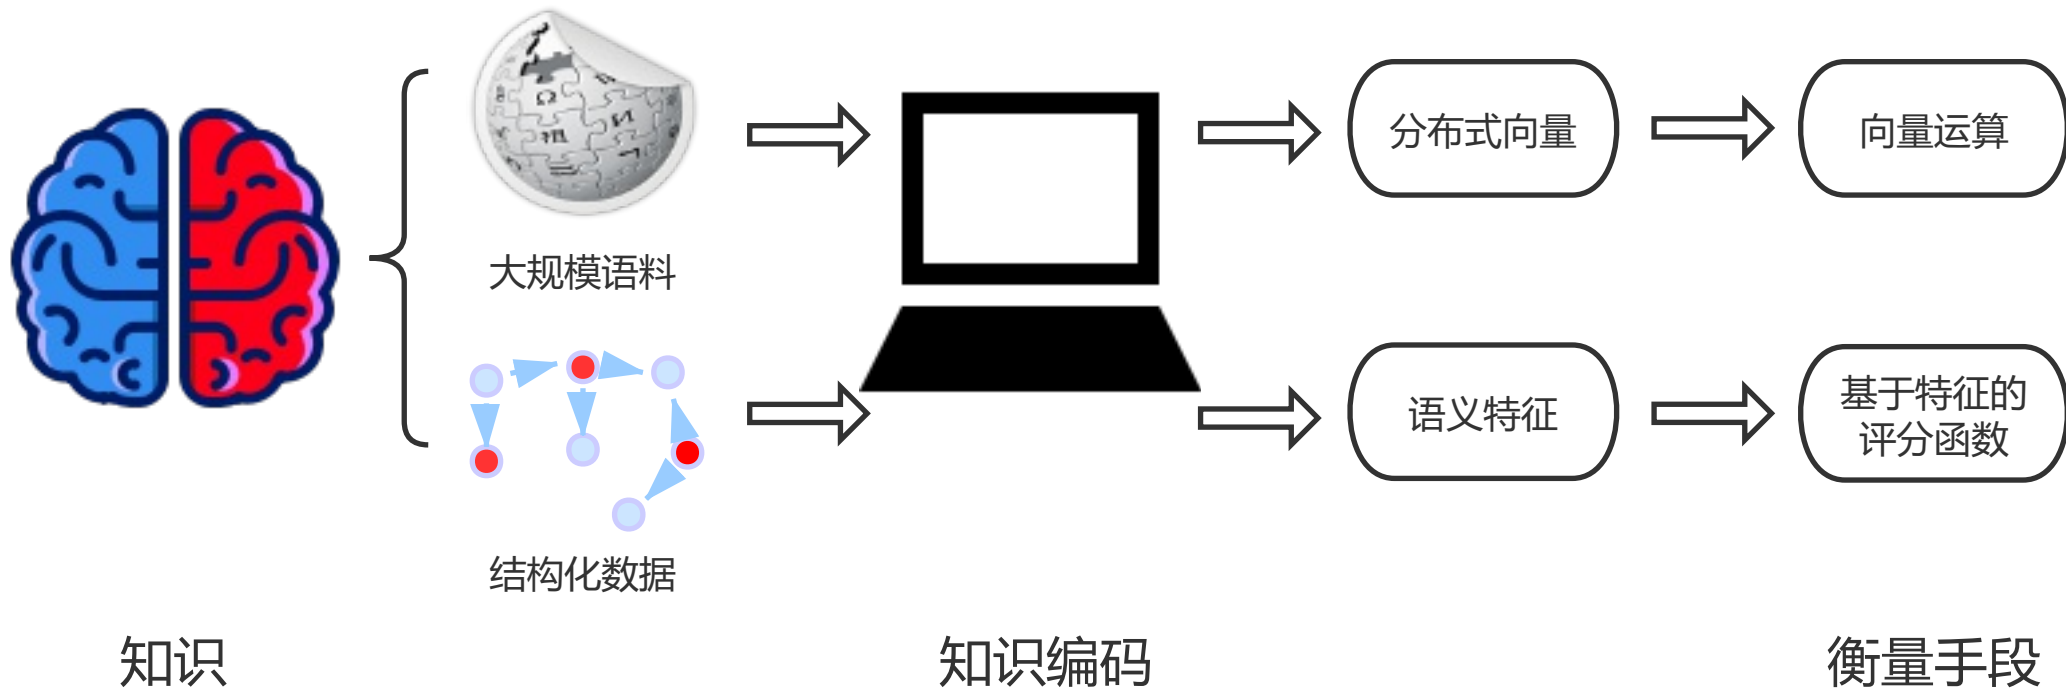 大规模语料
分布式向量
向量运算
结构化数据
语义特征
基于特征的
评分函数
知识
知识编码
衡量手段